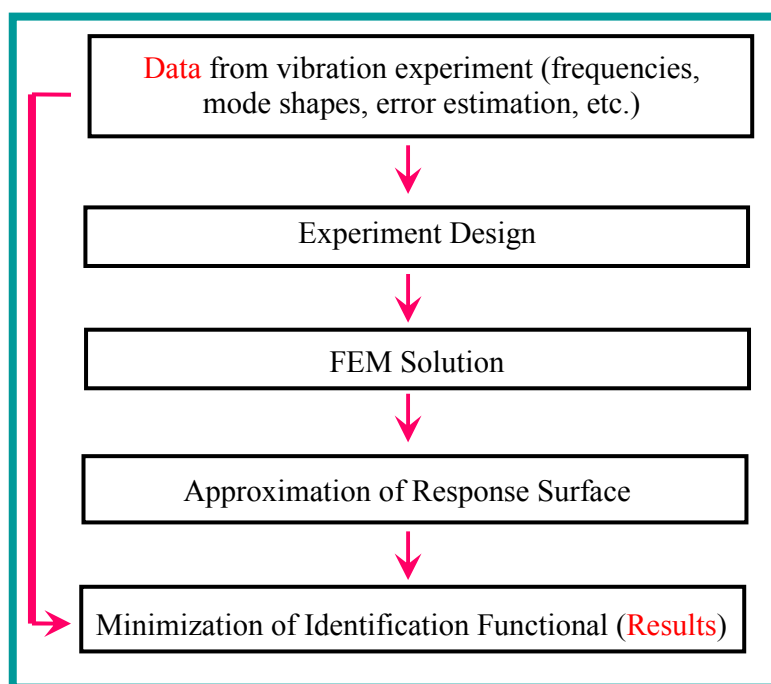 Data from vibration experiment (frequencies,
mode shapes, error estimation, etc.)
Experiment Design
FEM Solution
Approximation of Response Surface
Minimization of Identification Functional (Results)